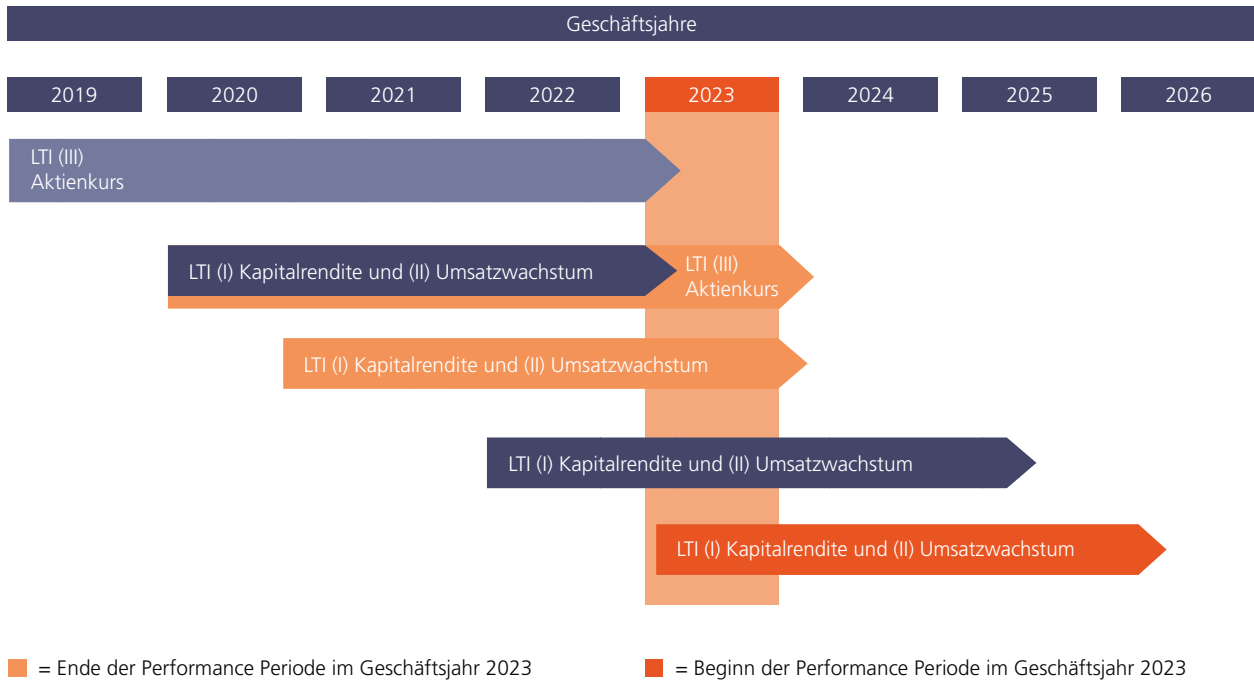 Geschäftsjahre
2019
2020
2021
2022
2023
2024
2025
2026
LTI (III)
Aktienkurs
LTI (I) Kapitalrendite und (II) Umsatzwachstum
LTI (III)
Aktienkurs
LTI (I) Kapitalrendite und (II) Umsatzwachstum
LTI (I) Kapitalrendite und (II) Umsatzwachstum
LTI (I) Kapitalrendite und (II) Umsatzwachstum
= Ende der Performance Periode im Geschäftsjahr 2023
= Beginn der Performance Periode im Geschäftsjahr 2023